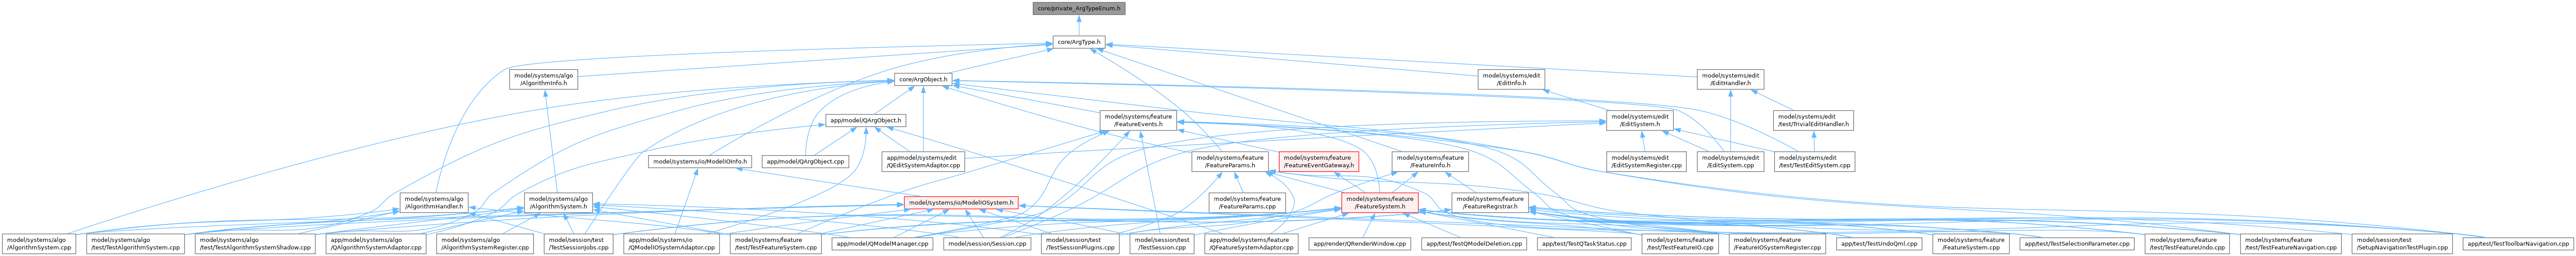 core/private_ArgTypeEnum.h
core/ArgType.h
model/systems/algo
/AlgorithmInfo.h
core/ArgObject.h
model/systems/edit
/EditInfo.h
model/systems/edit
/EditHandler.h
app/model/QArgObject.h
model/systems/feature
/FeatureEvents.h
model/systems/edit
/EditSystem.h
model/systems/edit
/test/TrivialEditHandler.h
model/systems/io/ModelIOInfo.h
app/model/QArgObject.cpp
app/model/systems/edit
/QEditSystemAdaptor.cpp
model/systems/feature
/FeatureParams.h
model/systems/feature
/FeatureEventGateway.h
model/systems/feature
/FeatureInfo.h
model/systems/edit
/EditSystemRegister.cpp
model/systems/edit
/EditSystem.cpp
model/systems/edit
/test/TestEditSystem.cpp
model/systems/algo
/AlgorithmHandler.h
model/systems/algo
/AlgorithmSystem.h
model/systems/io/ModelIOSystem.h
model/systems/feature
/FeatureParams.cpp
model/systems/feature
/FeatureSystem.h
model/systems/feature
/FeatureRegistrar.h
model/systems/algo
/AlgorithmSystem.cpp
model/systems/algo
/test/TestAlgorithmSystem.cpp
model/systems/algo
/AlgorithmSystemShadow.cpp
app/model/systems/algo
/QAlgorithmSystemAdaptor.cpp
model/systems/algo
/AlgorithmSystemRegister.cpp
model/session/test
/TestSessionJobs.cpp
app/model/systems/io
/QModelIOSystemAdaptor.cpp
model/systems/feature
/test/TestFeatureSystem.cpp
app/model/QModelManager.cpp
model/session/Session.cpp
model/session/test
/TestSessionPlugins.cpp
model/session/test
/TestSession.cpp
app/model/systems/feature
/QFeatureSystemAdaptor.cpp
app/render/QRenderWindow.cpp
app/test/TestQModelDeletion.cpp
app/test/TestQTaskStatus.cpp
model/systems/feature
/test/TestFeatureIO.cpp
model/systems/feature
/FeatureIOSystemRegister.cpp
app/test/TestUndoQml.cpp
model/systems/feature
/FeatureSystem.cpp
app/test/TestSelectionParameter.cpp
model/systems/feature
/test/TestFeatureUndo.cpp
model/systems/feature
/test/TestFeatureNavigation.cpp
model/session/test
/SetupNavigationTestPlugin.cpp
app/test/TestToolbarNavigation.cpp